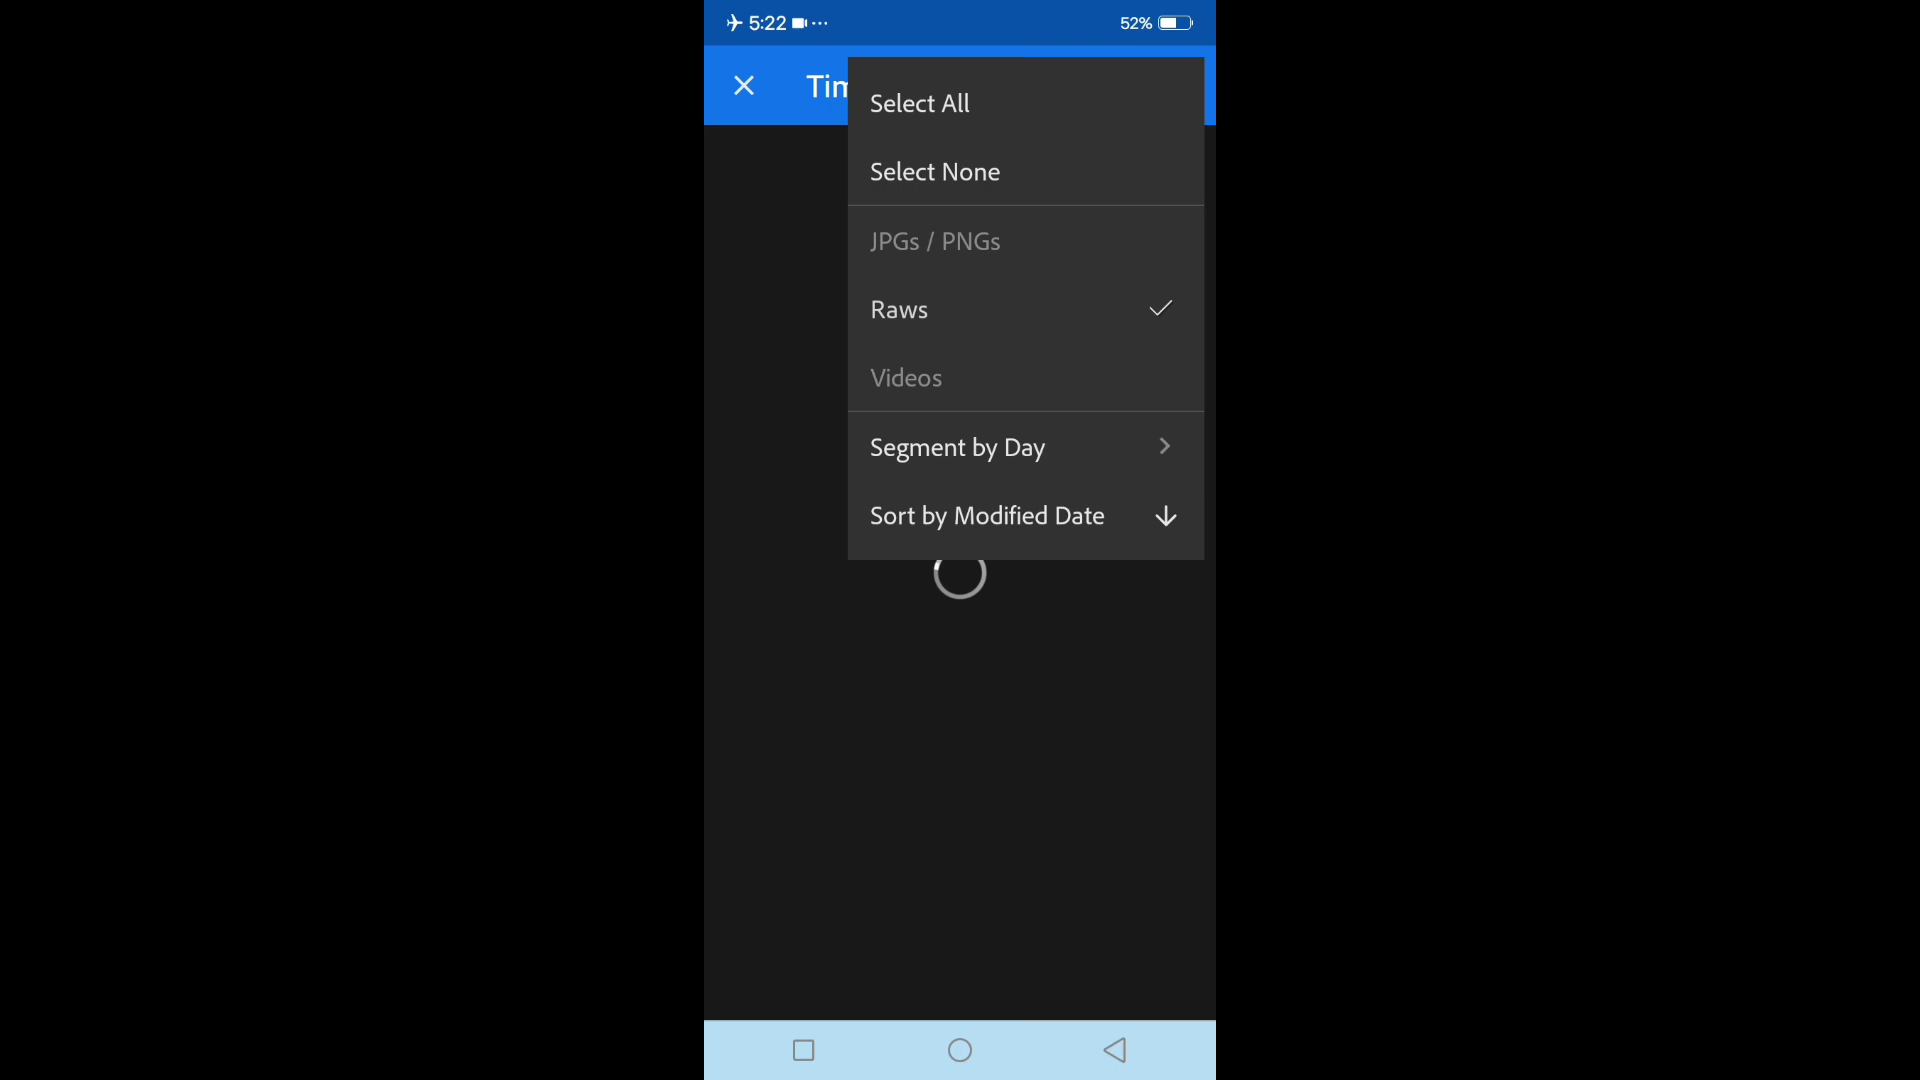 5:22
52%
Tim
Select All
Select None
JPGs / PNGs
Raws
Videos
Segment by Day
Sort by Modified Date